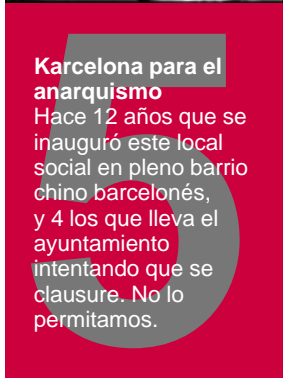 5
Karcelona para el
anarquismo
Hace 12 años que se
inauguró este local
social en pleno barrio
chino barcelonés,
y 4 los que lleva el
ayuntamiento
intentando que se
clausure. No lo
permitamos.